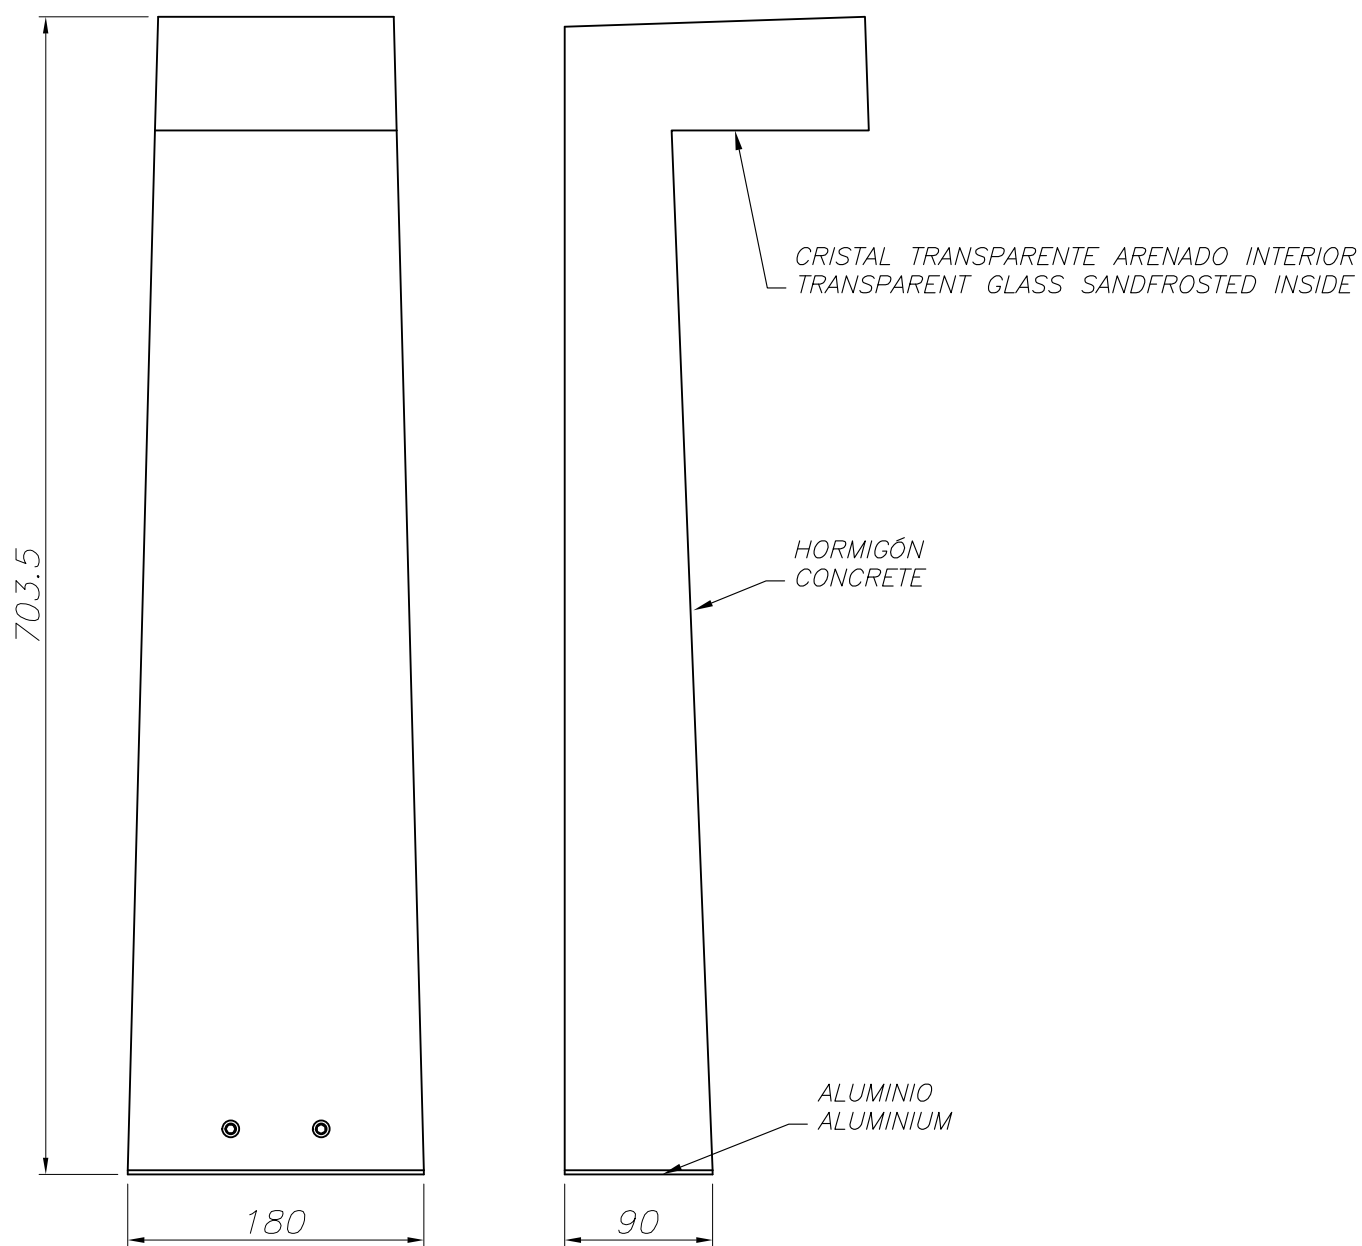 CRISTAL TRANSPARENTE ARENADO INTERIOR
TRANSPARENT GLASS SANDFROSTED INSIDE
703.5
HORMIGÓN
CONCRETE
ALUMINIO
ALUMINIUM
180
90